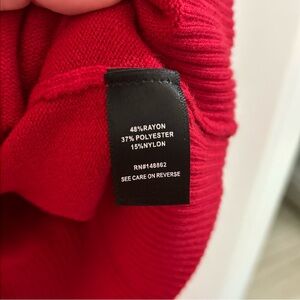 48%RAYON
37% POLYESTER
15%NYLON
RN#148862
SEE CARE ON REVERSE